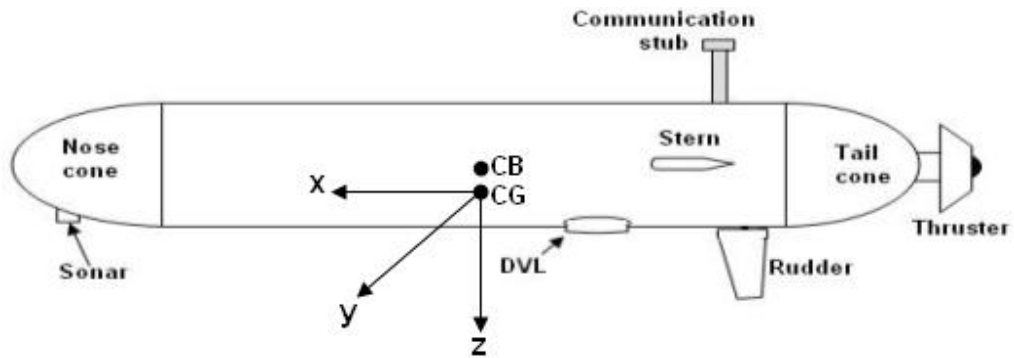 Communication
stub
Nose
cone
Stern
Tail
cone
CB
X
CG
Thruster
Sonar
DVL
Rudder
y
z